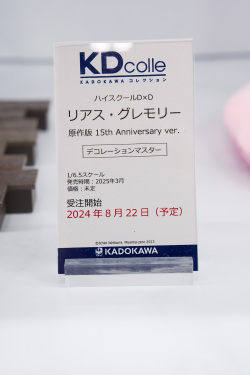 KDcolle
KADOKAWA コレクション
ハイスクールD×D
リアス・グレモリー
原作版 15th Anniversary ver.
デコレーションマスター
1/6.5スケール
発売時期：2025年3月
価格：未定
受注開始
2024年8月22日（予定）
KADOKAWA